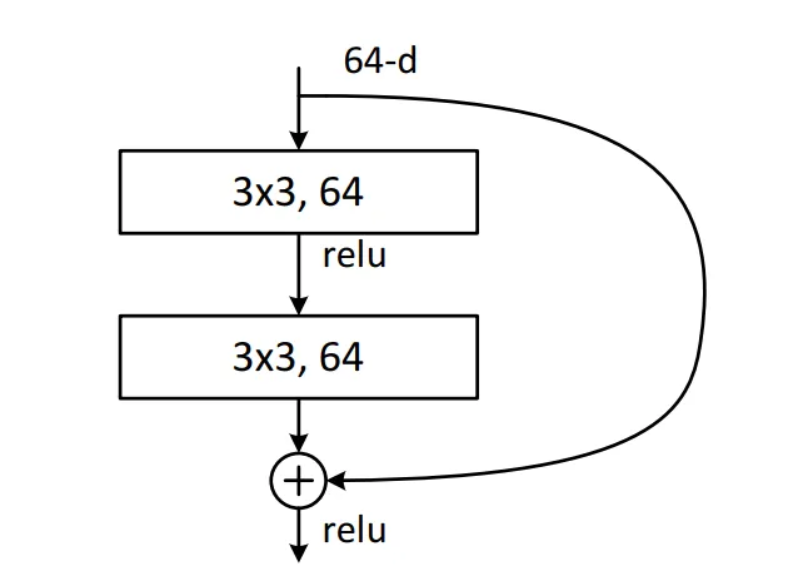 64-d
3x3, 64
relu
3x3, 64
+
relu